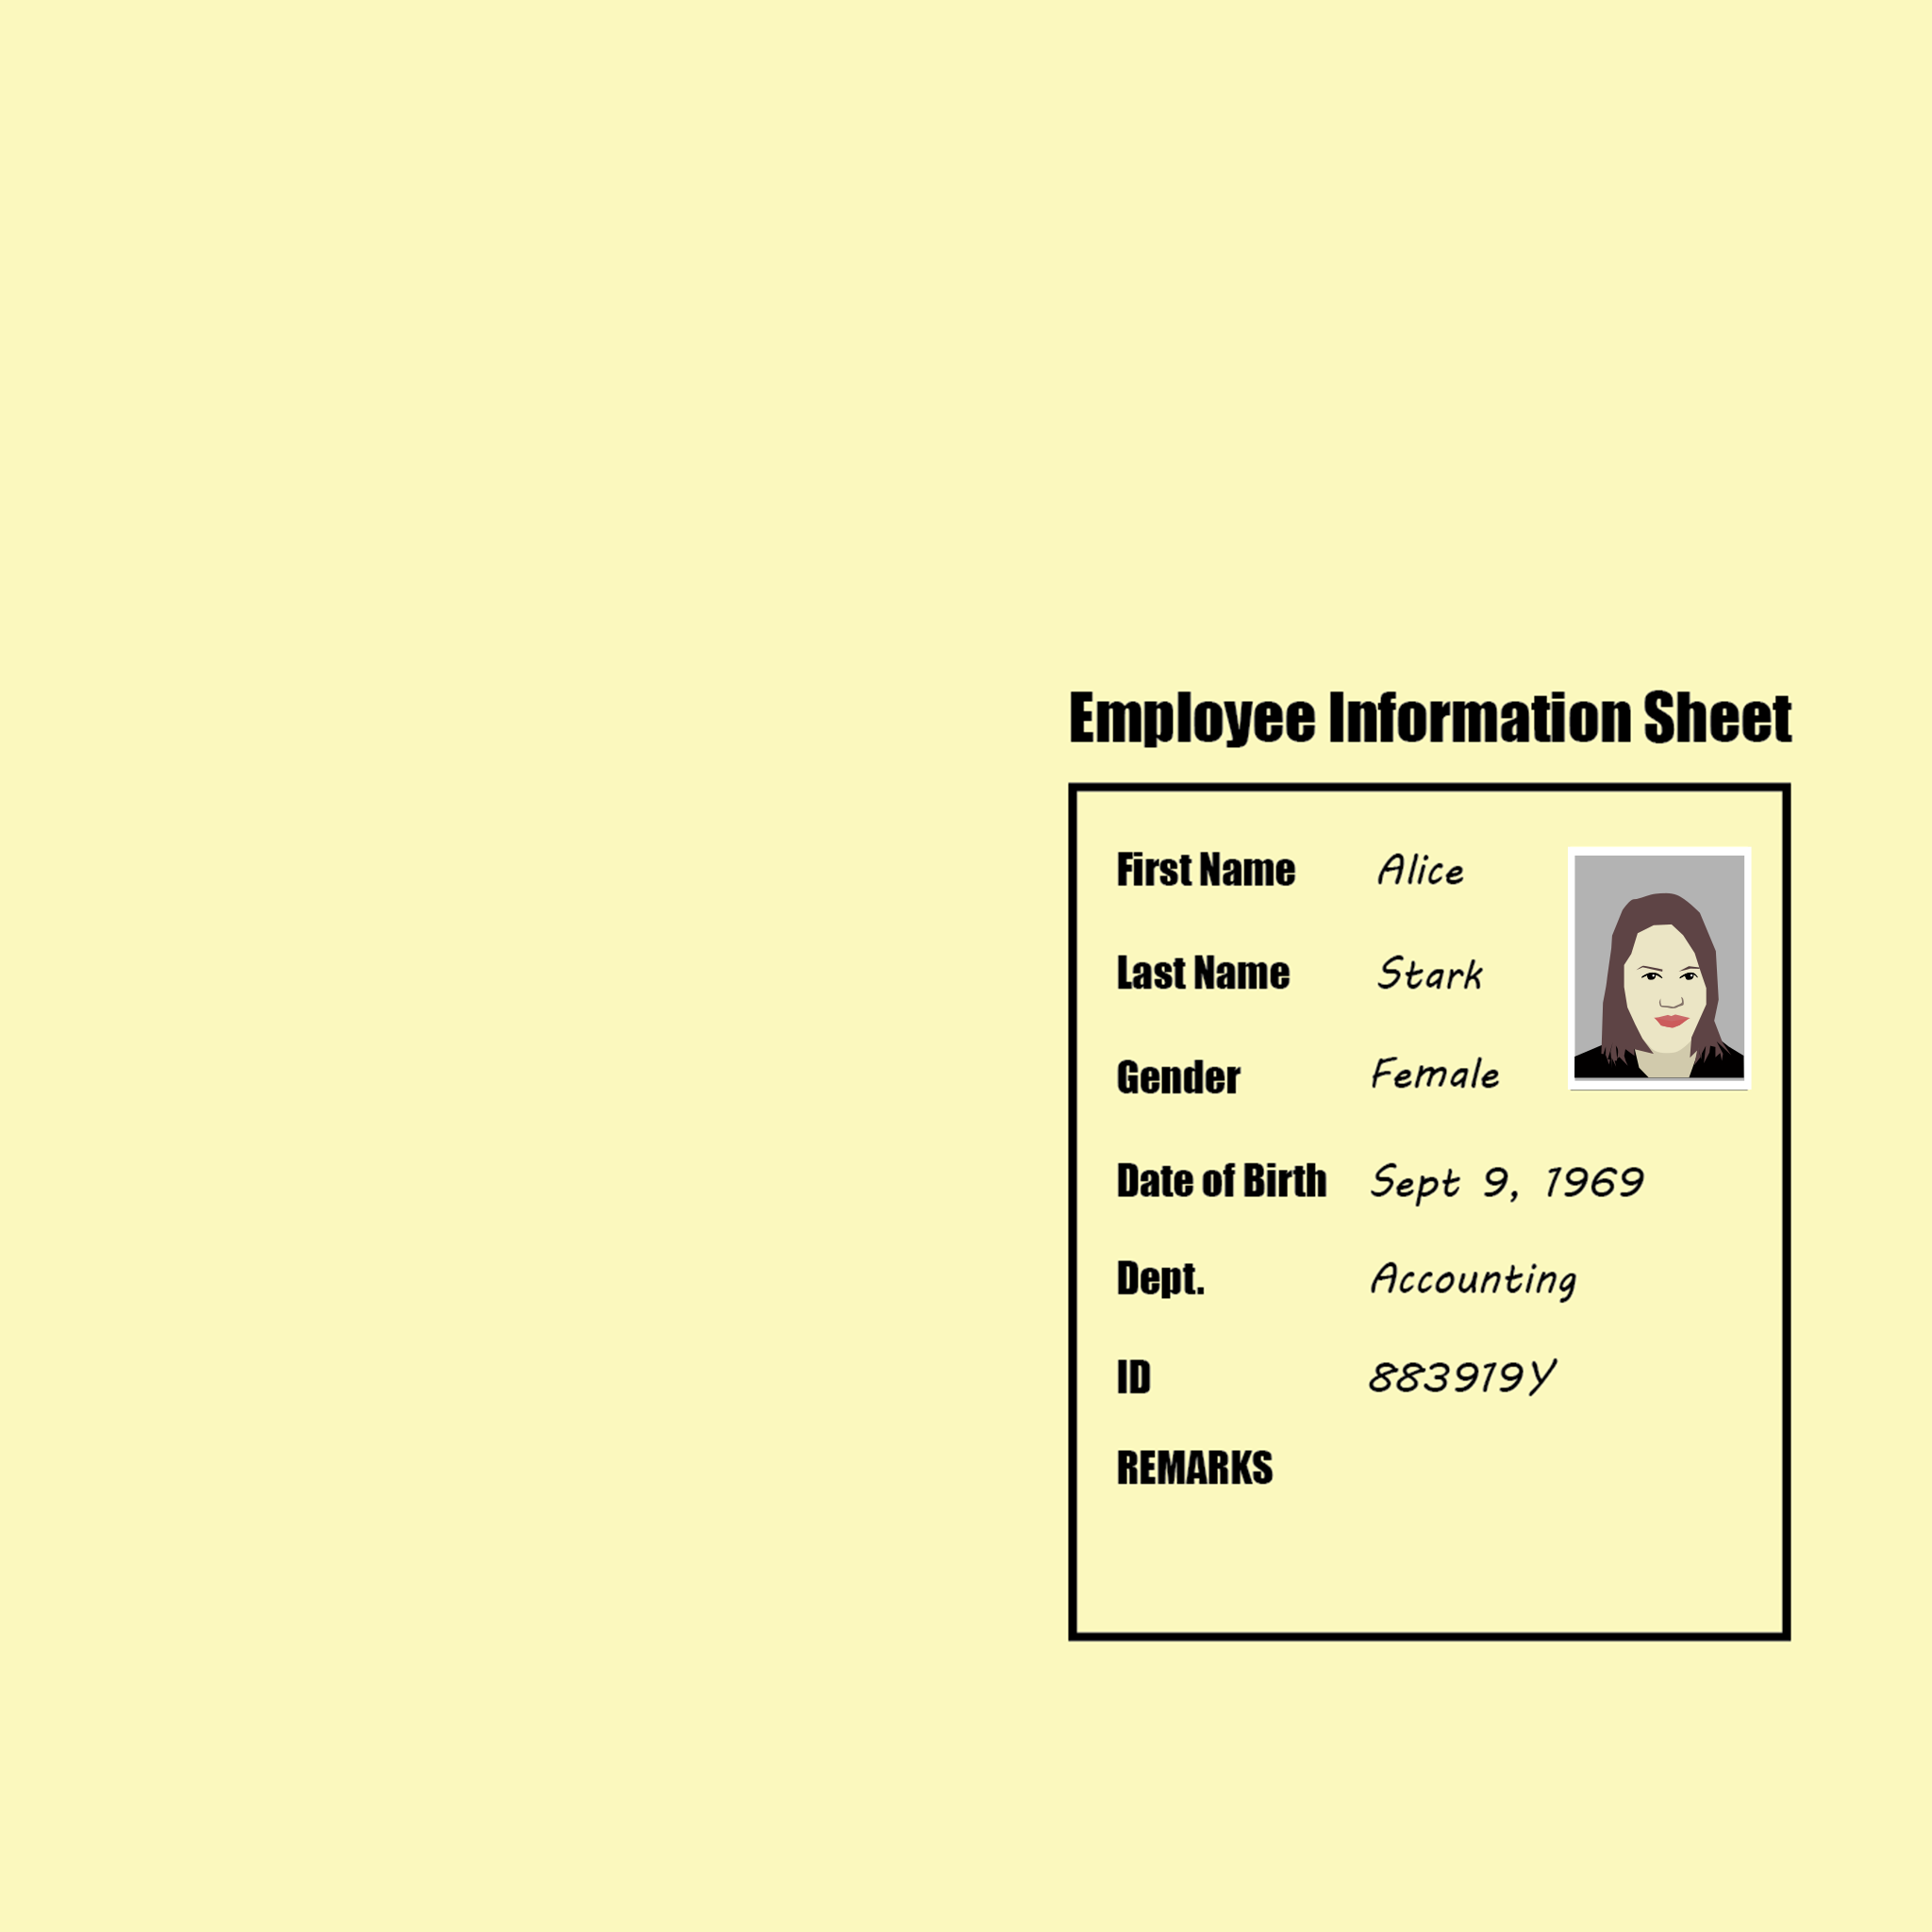 Employee Information Sheet
First Name Alice
Last Name Stark
Gender Female
Date of Birth Sept 9, 1969
Dept. Accounting
ID 883919Y
REMARKS